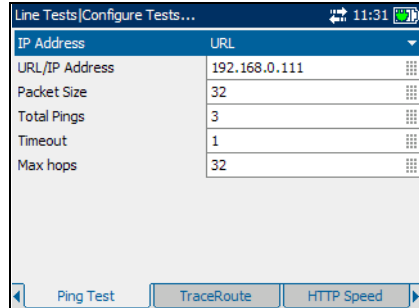 Line Tests|Configure Tests... 11:31
IP Address URL
URL/IP Address 192.168.0.111
Packet Size 32
Total Pings 3
Timeout 1
Max hops 32
Ping Test TraceRoute HTTP Speed